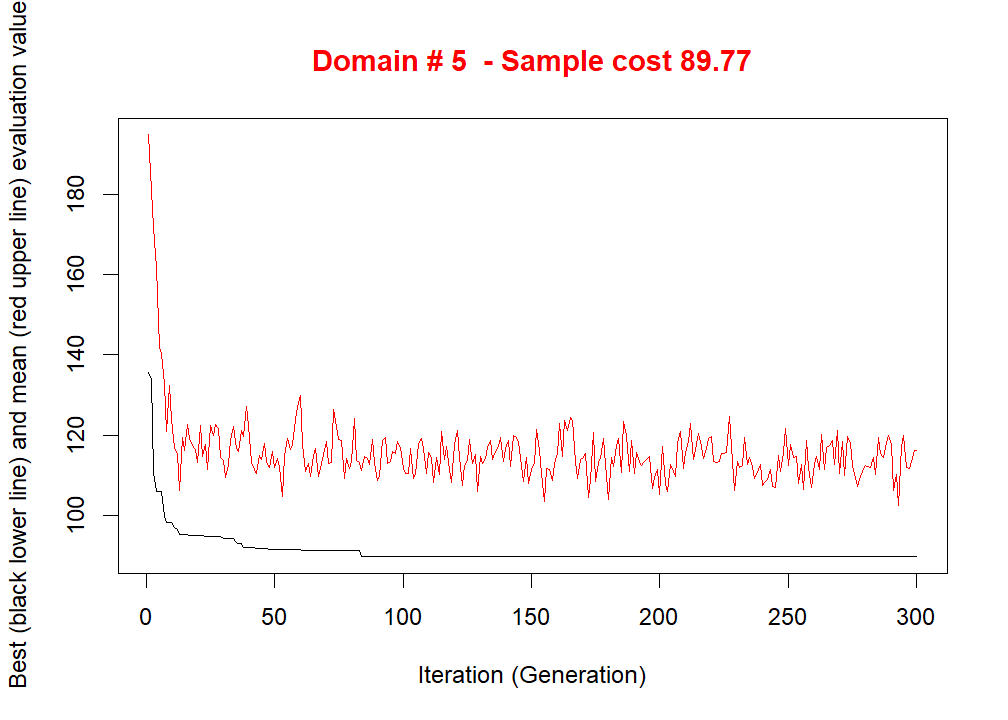 Domain # 5  - Sample cost 89.77
Best (black lower line) and mean (red upper line) evaluation value
180
160
140
120
100
0 50 100 150 200 250 300
Iteration (Generation)